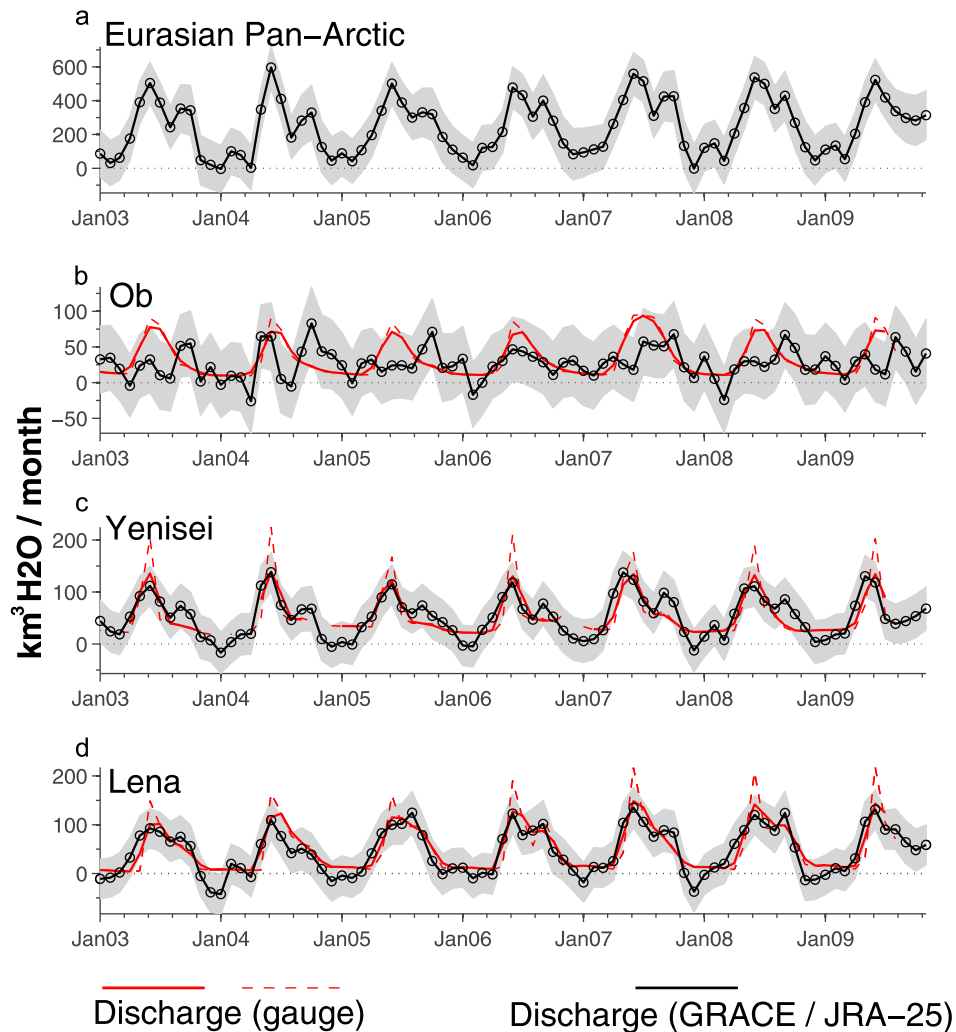 a
Eurasian Pan−Arctic
600
400
200
0
Jan03 Jan04 Jan05 Jan06 Jan07 Jan08 Jan09
b
Ob
100
50
0
−50
Jan03 Jan04 Jan05 Jan06 Jan07 Jan08 Jan09
km³ H2O / month
c
Yenisei
200
100
0
Jan03 Jan04 Jan05 Jan06 Jan07 Jan08 Jan09
d
Lena
200
100
0
Jan03 Jan04 Jan05 Jan06 Jan07 Jan08 Jan09
Discharge (gauge) Discharge (GRACE / JRA−25)